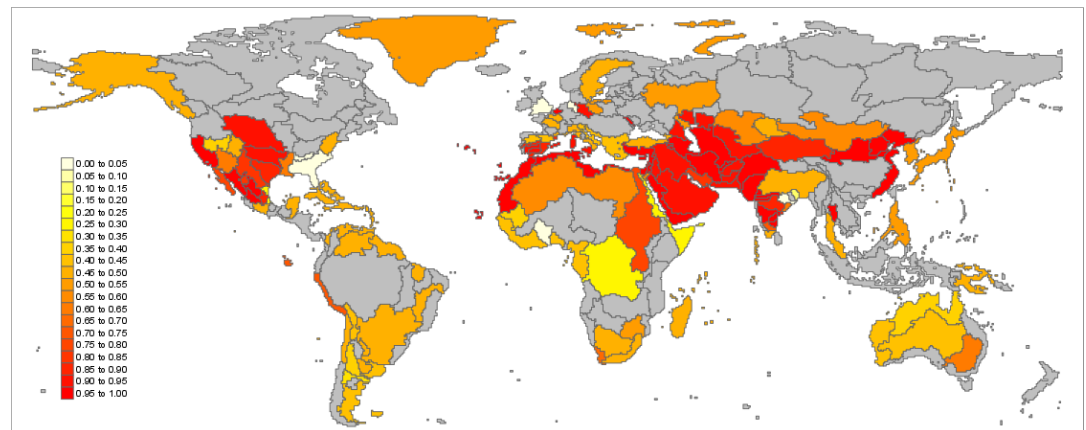 0.00 to 0.05
0.05 to 0.10
0.10 to 0.15
0.15 to 0.20
0.20 to 0.25
0.25 to 0.30
0.30 to 0.35
0.35 to 0.40
0.40 to 0.45
0.45 to 0.50
0.50 to 0.55
0.55 to 0.60
0.60 to 0.65
0.65 to 0.70
0.70 to 0.75
0.75 to 0.80
0.80 to 0.85
0.85 to 0.90
0.90 to 0.95
0.95 to 1.00